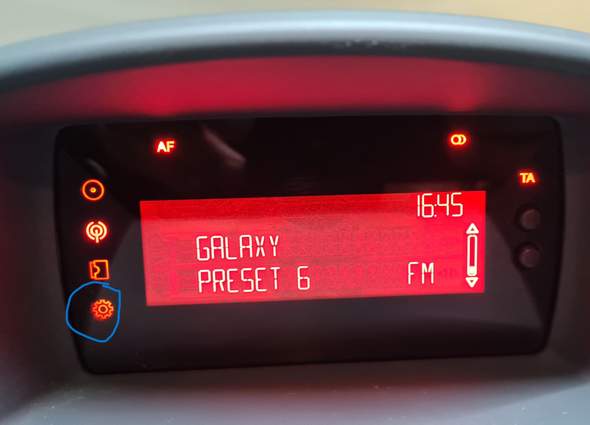 AF
TA
16:45
GALAXY
PRESET 6 FM